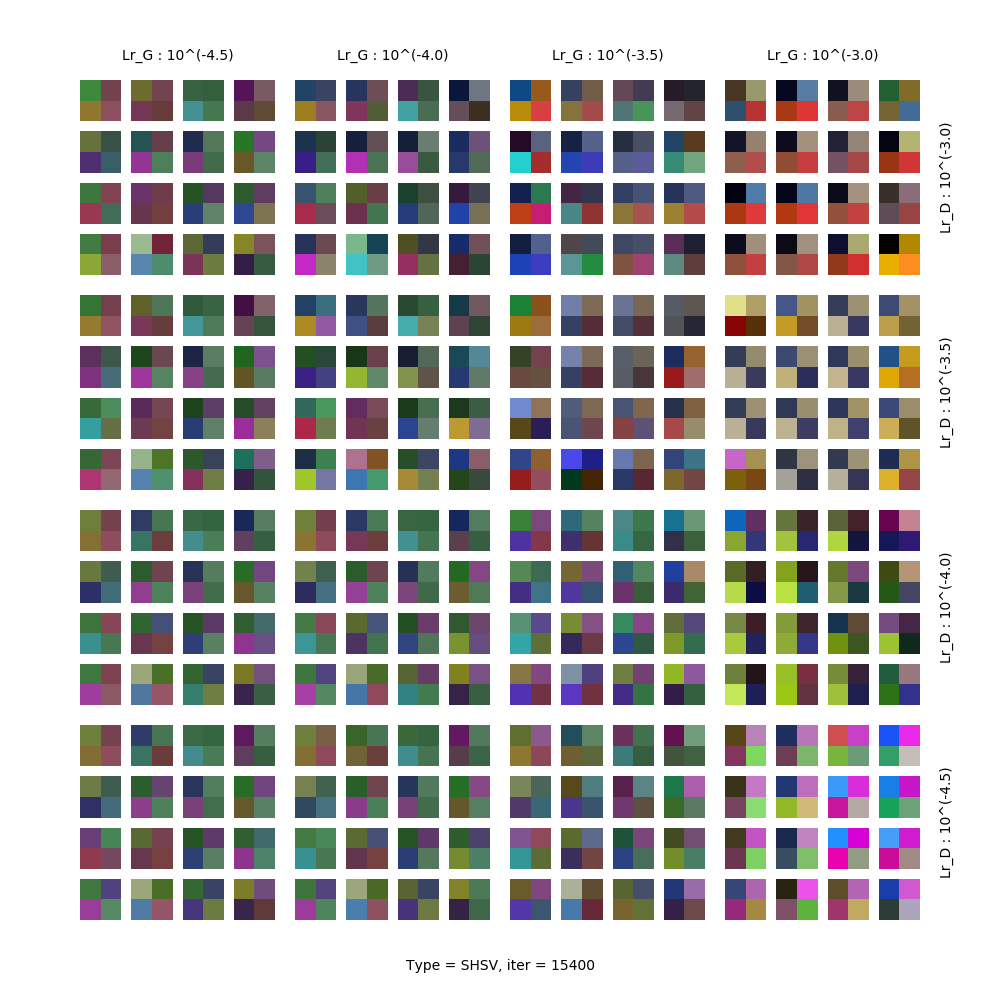 Lr_G : 10^(-4.5)
Lr_G : 10^(-4.0)
Lr_G : 10^(-3.5)
Lr_G : 10^(-3.0)
Lr_D : 10^(-3.0)
Lr_D : 10^(-3.5)
Lr_D : 10^(-4.0)
Lr_D : 10^(-4.5)
Type = SHSV, iter = 15400